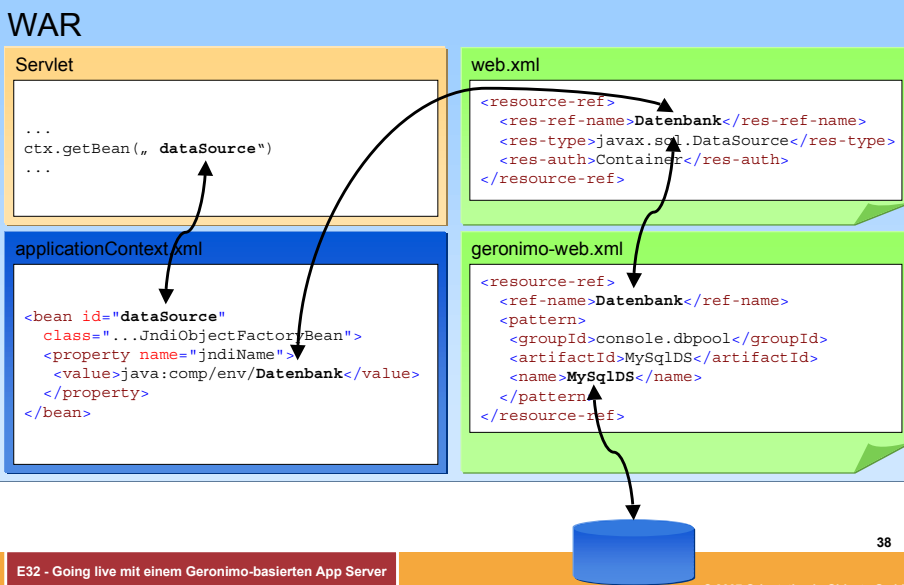 WAR
Servlet
...
ctx.getBean(„ dataSource“)
...
applicationContext.xml
<bean id="dataSource"
class="...JndiObjectFactoryBean">
<property name="jndiName">
<value>java:comp/env/Datenbank</value>
</property>
</bean>
web.xml
<resource-ref>
<res-ref-name>Datenbank</res-ref-name>
<res-type>javax.sql.DataSource</res-type>
<res-auth>Container</res-auth>
</resource-ref>
geronimo-web.xml
<resource-ref>
<ref-name>Datenbank</ref-name>
<pattern>
<groupId>console.dbpool</groupId>
<artifactId>MySqlDS</artifactId>
<name>MySqlDS</name>
</pattern>
</resource-ref>
38
E32 - Going live mit einem Geronimo-basierten App Server